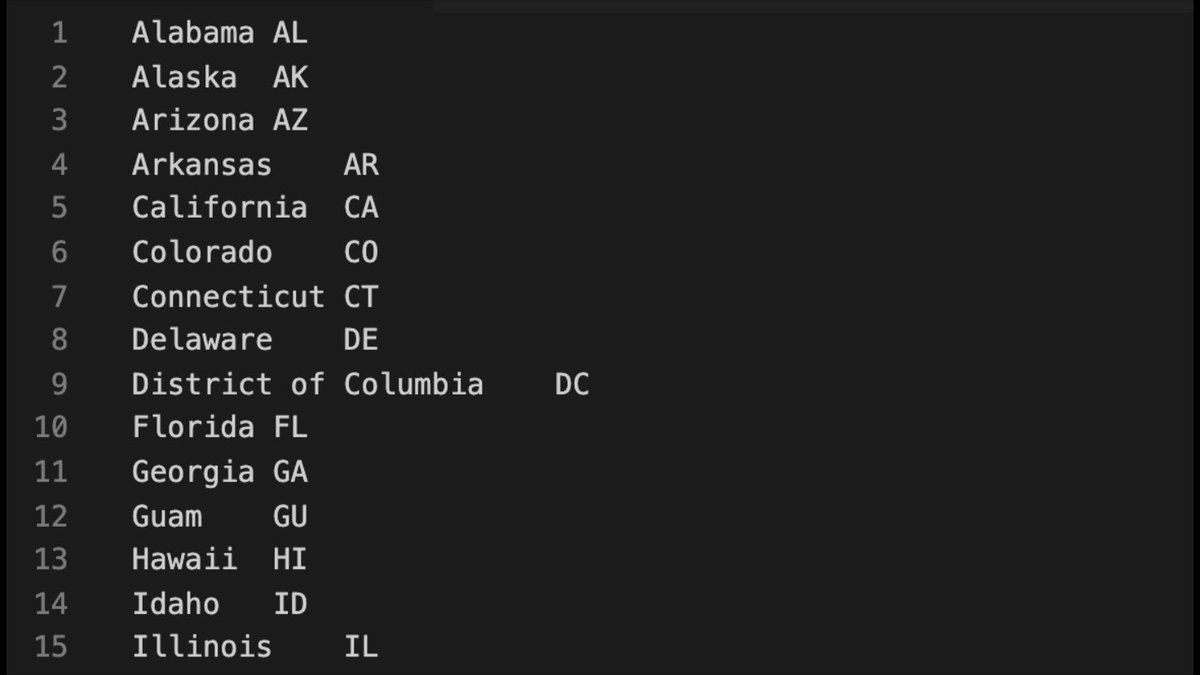 1 Alabama AL
2 Alaska AK
3 Arizona AZ
4 Arkansas AR
5 California CA
6 Colorado CO
7 Connecticut CT
8 Delaware DE
9 District of Columbia DC
10 Florida FL
11 Georgia GA
12 Guam GU
13 Hawaii HI
14 Idaho ID
15 Illinois IL